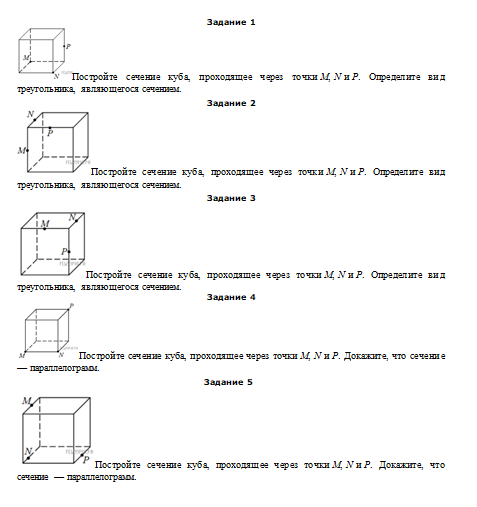 Задание 1
M P N
Постройте сечение куба, проходящее через точки M, N и P. Определите вид
треугольника, являющегося сечением.
Задание 2
N P M
Постройте сечение куба, проходящее через точки M, N и P. Определите вид
треугольника, являющегося сечением.
Задание 3
M N P
Постройте сечение куба, проходящее через точки M, N и P. Определите вид
треугольника, являющегося сечением.
Задание 4
P M N
Постройте сечение куба, проходящее через точки M, N и P. Докажите, что сечение
— параллелограмм.
Задание 5
M N P
Постройте сечение куба, проходящее через точки M, N и P. Докажите, что
сечение — параллелограмм.